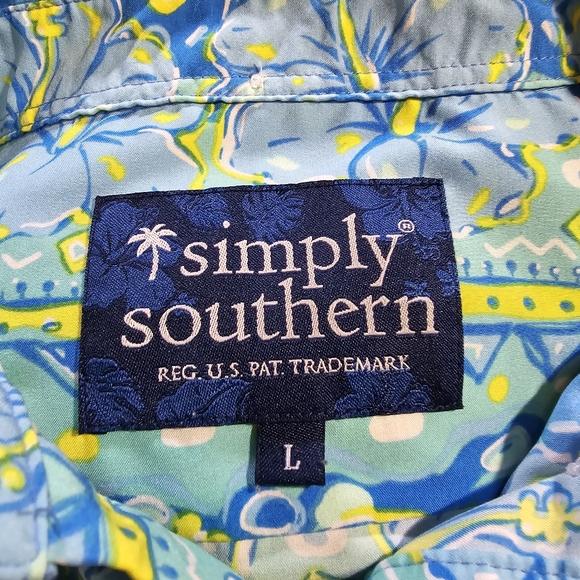 simply®
southern
REG. U.S. PAT. TRADEMARK
L